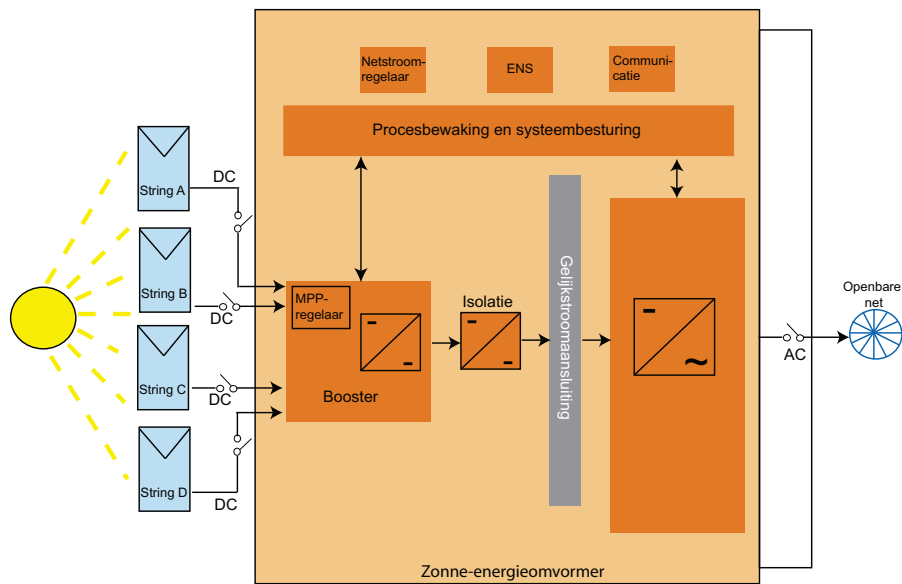 Netstroom-
regelaar
ENS
Communi-
catie
Procesbewaking en systeembesturing
String A
DC
String B
DC
String C
DC
String D
DC
MPP-
regelaar
Booster
Isolatie
Gelijkstroomaansluiting
AC
Openbare
net
Zonne-energieomvormer